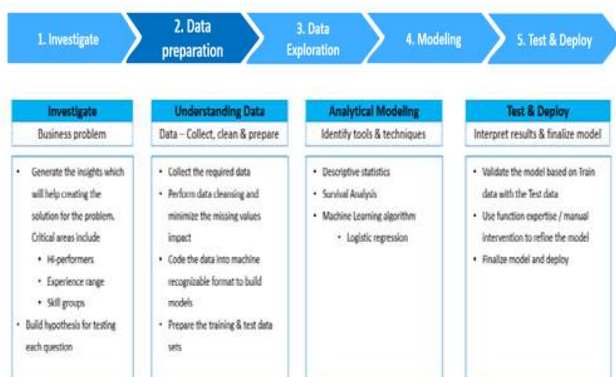 1. Investigate
2. Data
preparation
3. Data
Exploration
4. Modeling
5. Test & Deploy
Investigate
Business problem
• Generate the insights which
will help creating the
solution for the problem.
Critical areas include
• Hi-performers
• Experience range
• Skill groups
• Build hypothesis for testing
each question
Understanding Data
Data – Collect, clean & prepare
• Collect the required data
• Perform data cleansing and
minimize the missing values
impact
• Code the data into machine
recognizable format to build
models
• Prepare the training & test data
sets
Analytical Modeling
Identify tools & techniques
• Descriptive statistics
• Survival Analysis
• Machine Learning algorithm
• Logistic regression
Test & Deploy
Interpret results & finalize model
• Validate the model based on Train
data with the Test data
• Use function expertise / manual
intervention to refine the model
• Finalize model and deploy